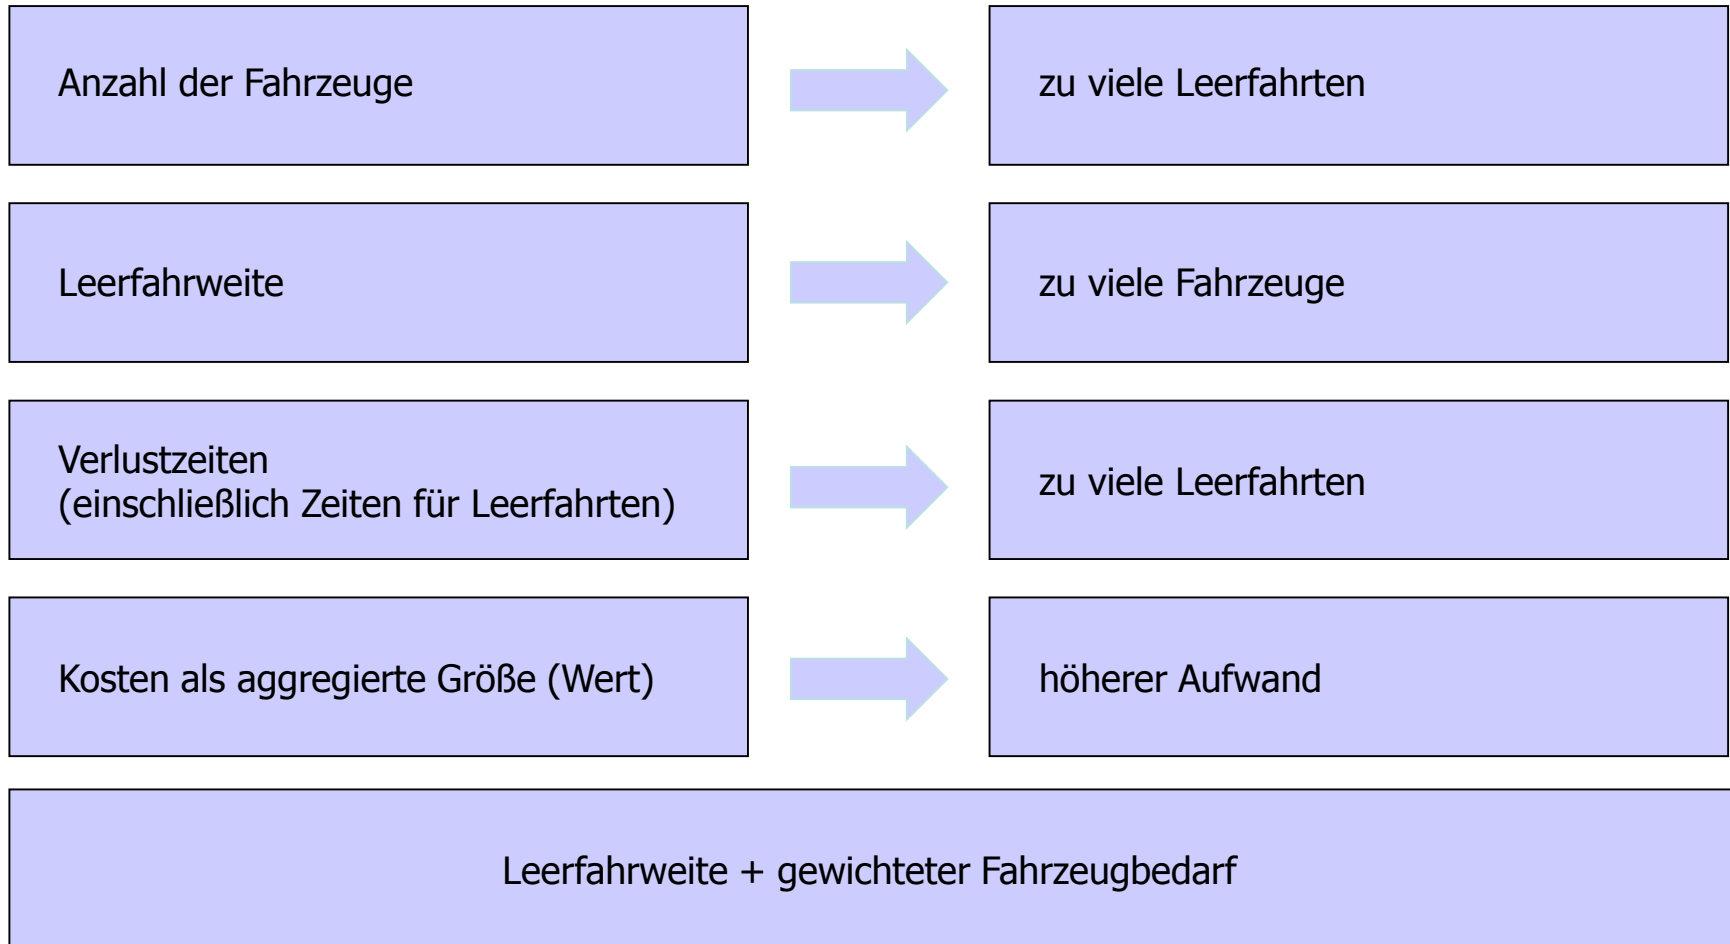 Anzahl der Fahrzeuge
zu viele Leerfahrten
Leerfahrweite
zu viele Fahrzeuge
Verlustzeiten
(einschließlich Zeiten für Leerfahrten)
zu viele Leerfahrten
Kosten als aggregierte Größe (Wert)
höherer Aufwand
Leerfahrweite + gewichteter Fahrzeugbedarf